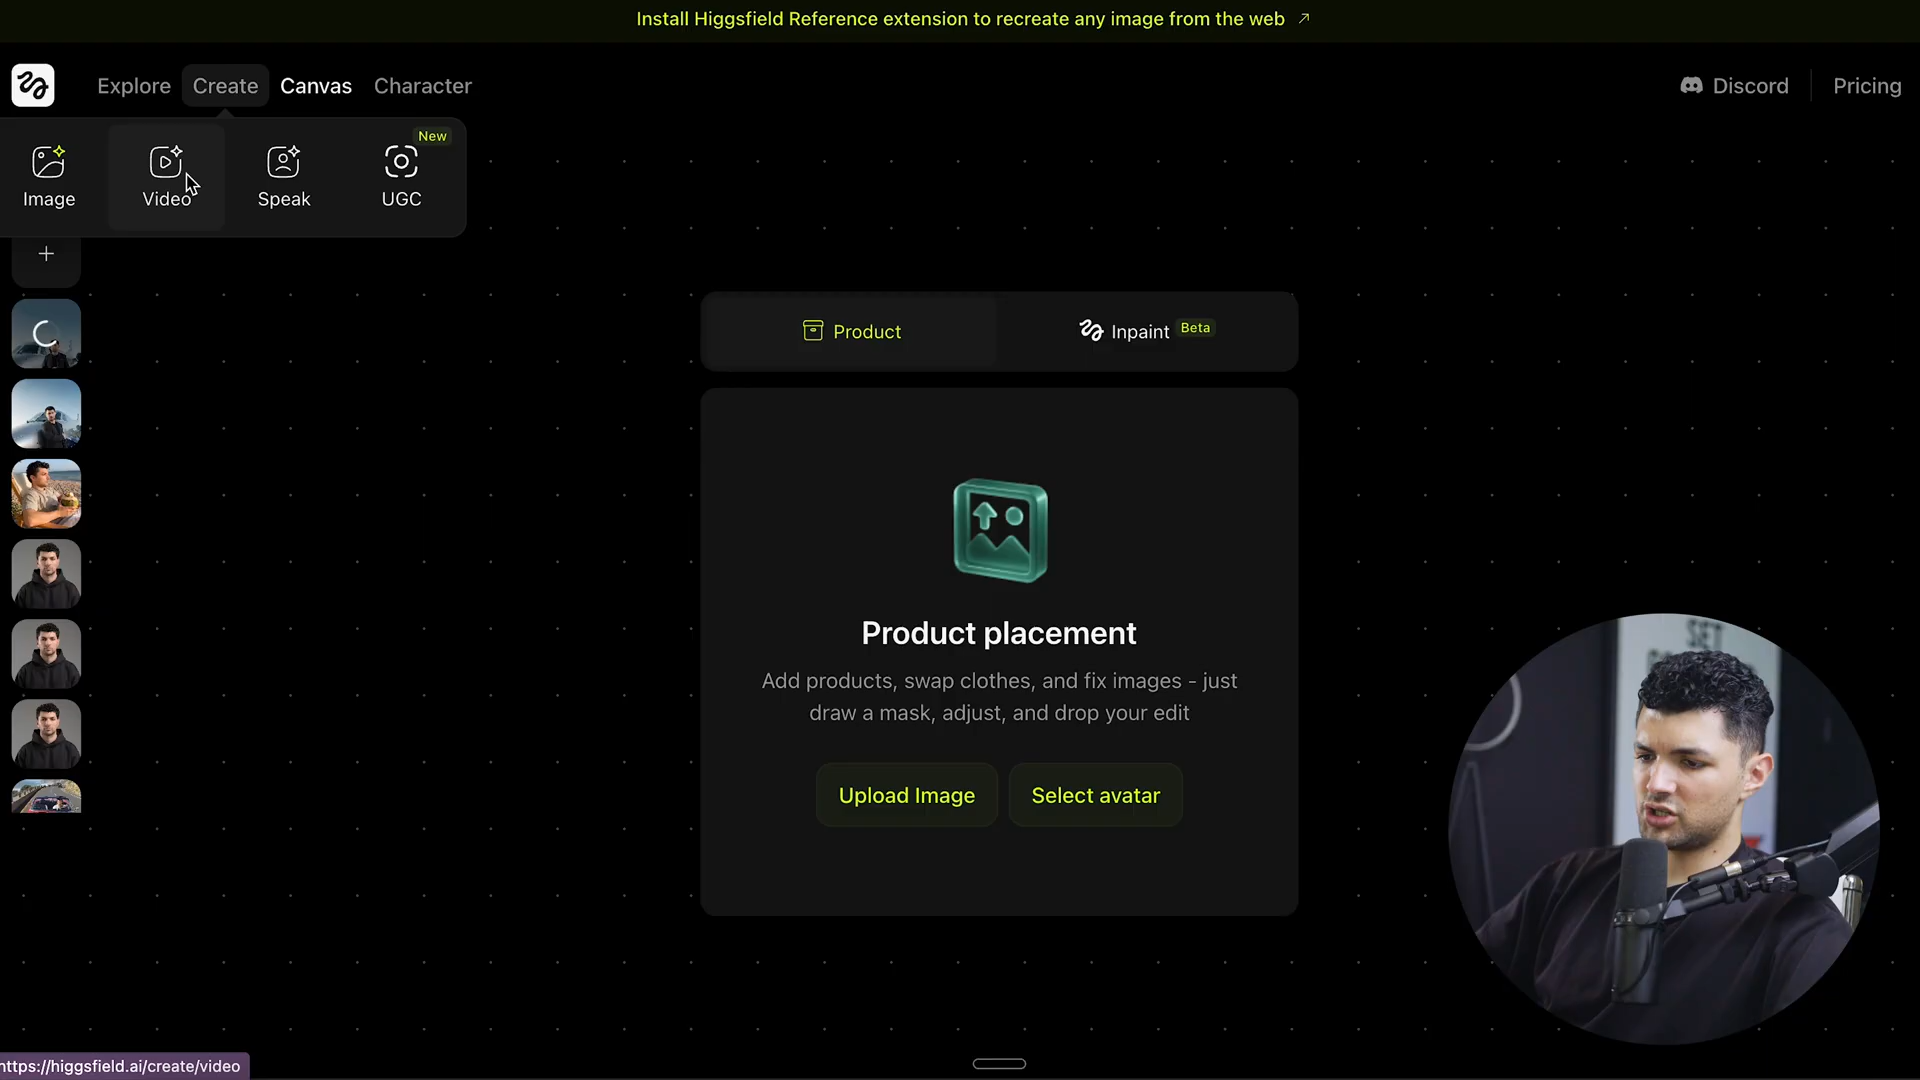 Install Higgsfield Reference extension to recreate any image from the web
Explore
Create
Canvas
Character
Discord
Pricing
New
Image
Video
Speak
UGC
Product
Inpaint
Beta
Product placement
Add products, swap clothes, and fix images - just
draw a mask, adjust, and drop your edit
Upload Image
Select avatar
SET
https://higgsfield.ai/create/video